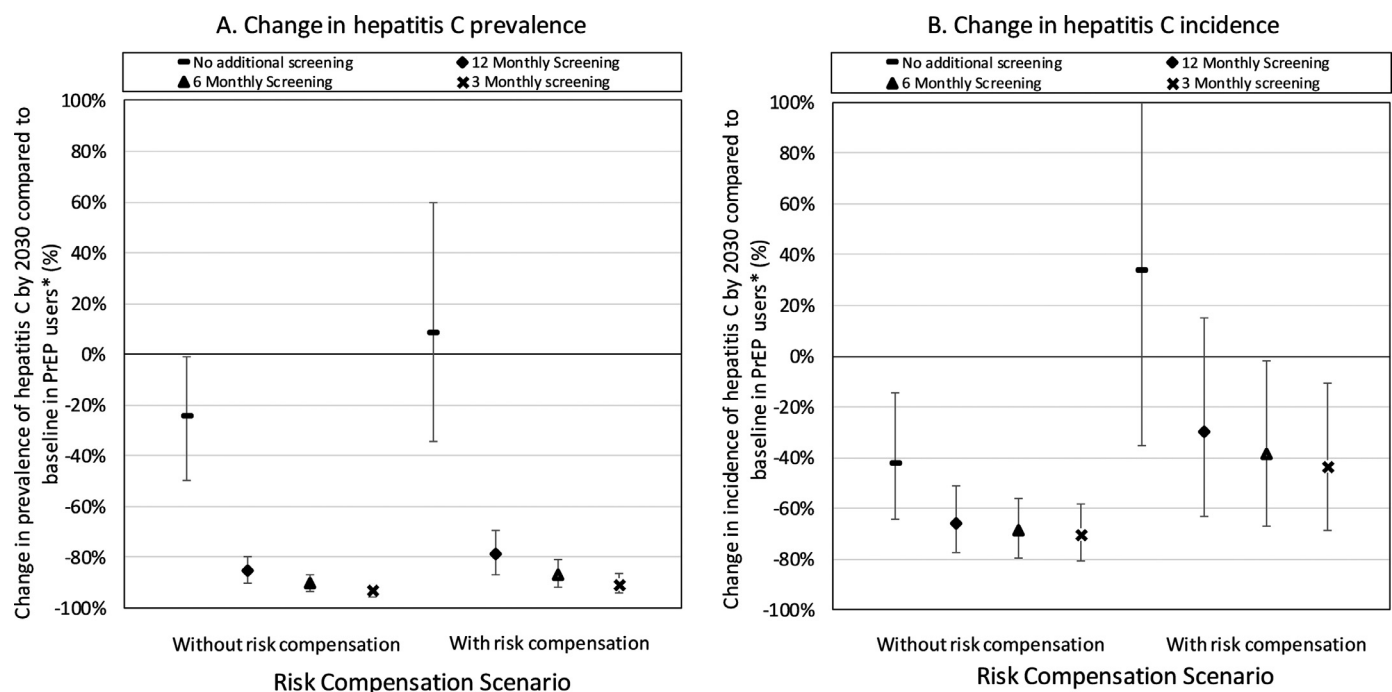 A. Change in hepatitis C prevalence
No additional screening
12 Monthly Screening
6 Monthly Screening
3 Monthly screening
Change in prevalence of hepatitis C by 2030 compared to
baseline in PrEP users* (%)
100%
80%
60%
40%
20%
0%
-20%
-40%
-60%
-80%
-100%
Without risk compensation
With risk compensation
Risk Compensation Scenario
B. Change in hepatitis C incidence
No additional screening
12 Monthly Screening
6 Monthly Screening
3 Monthly screening
Change in incidence of hepatitis C by 2030 compared to
baseline in PrEP users* (%)
100%
80%
60%
40%
20%
0%
-20%
-40%
-60%
-80%
-100%
Without risk compensation
With risk compensation
Risk Compensation Scenario